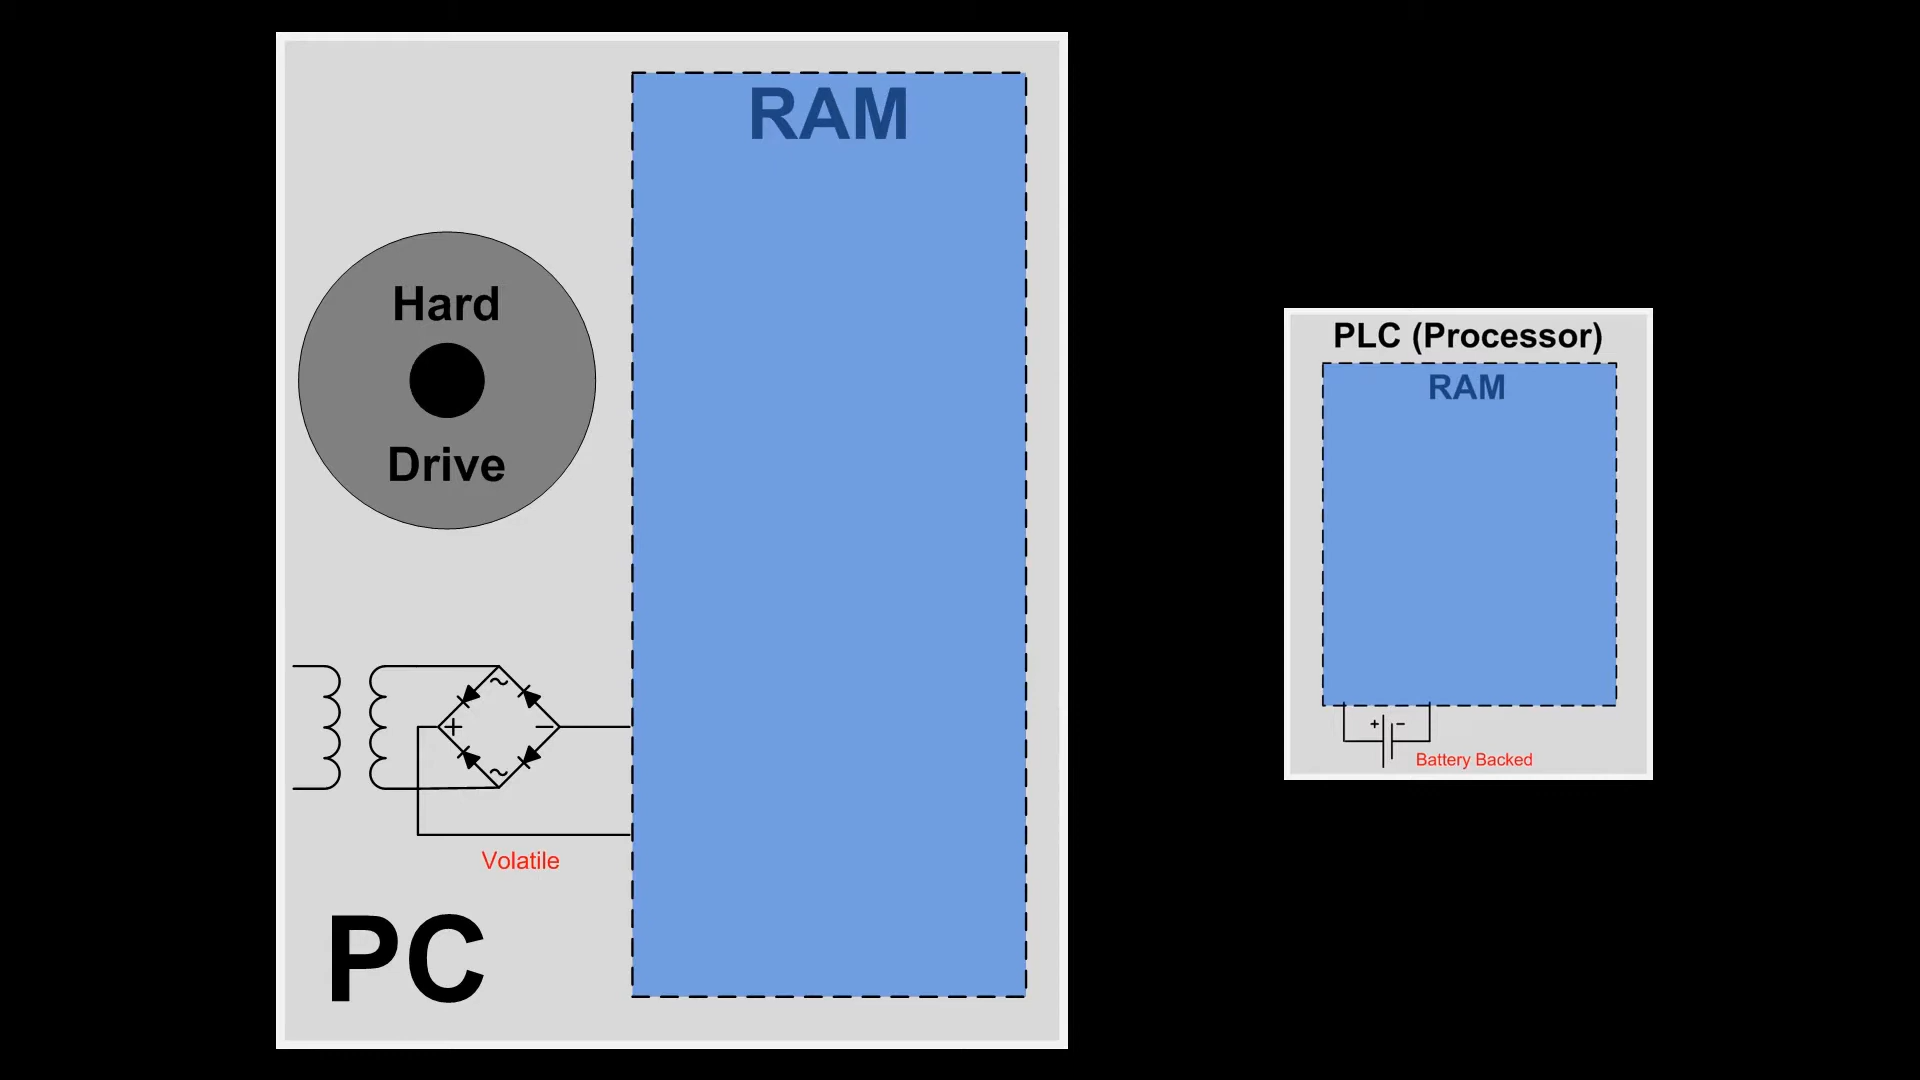 RAM
Hard
Drive
Volatile
PC
PLC (Processor)
RAM
Battery Backed